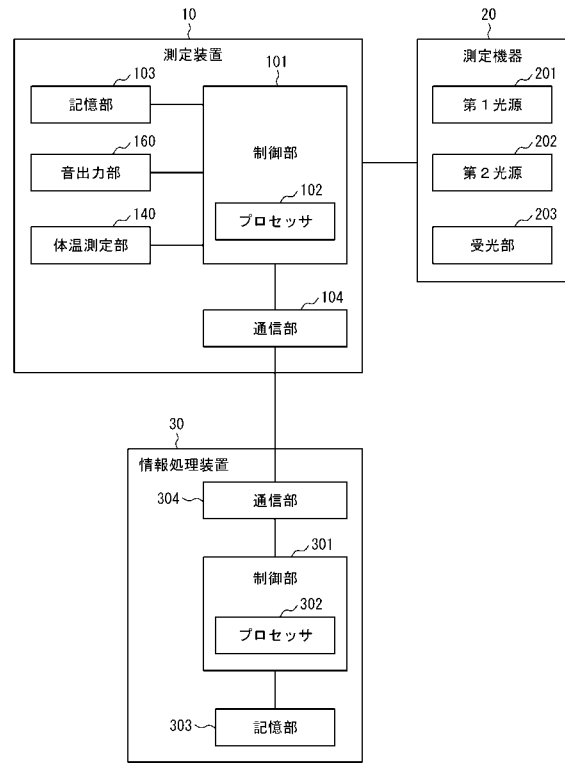 10
測定装置
103
記憶部
160
音出力部
140
体温測定部
101
制御部
102
プロセッサ
104
通信部
20
測定機器
201
第1光源
202
第2光源
203
受光部
30
情報処理装置
304
通信部
301
制御部
302
プロセッサ
303
記憶部